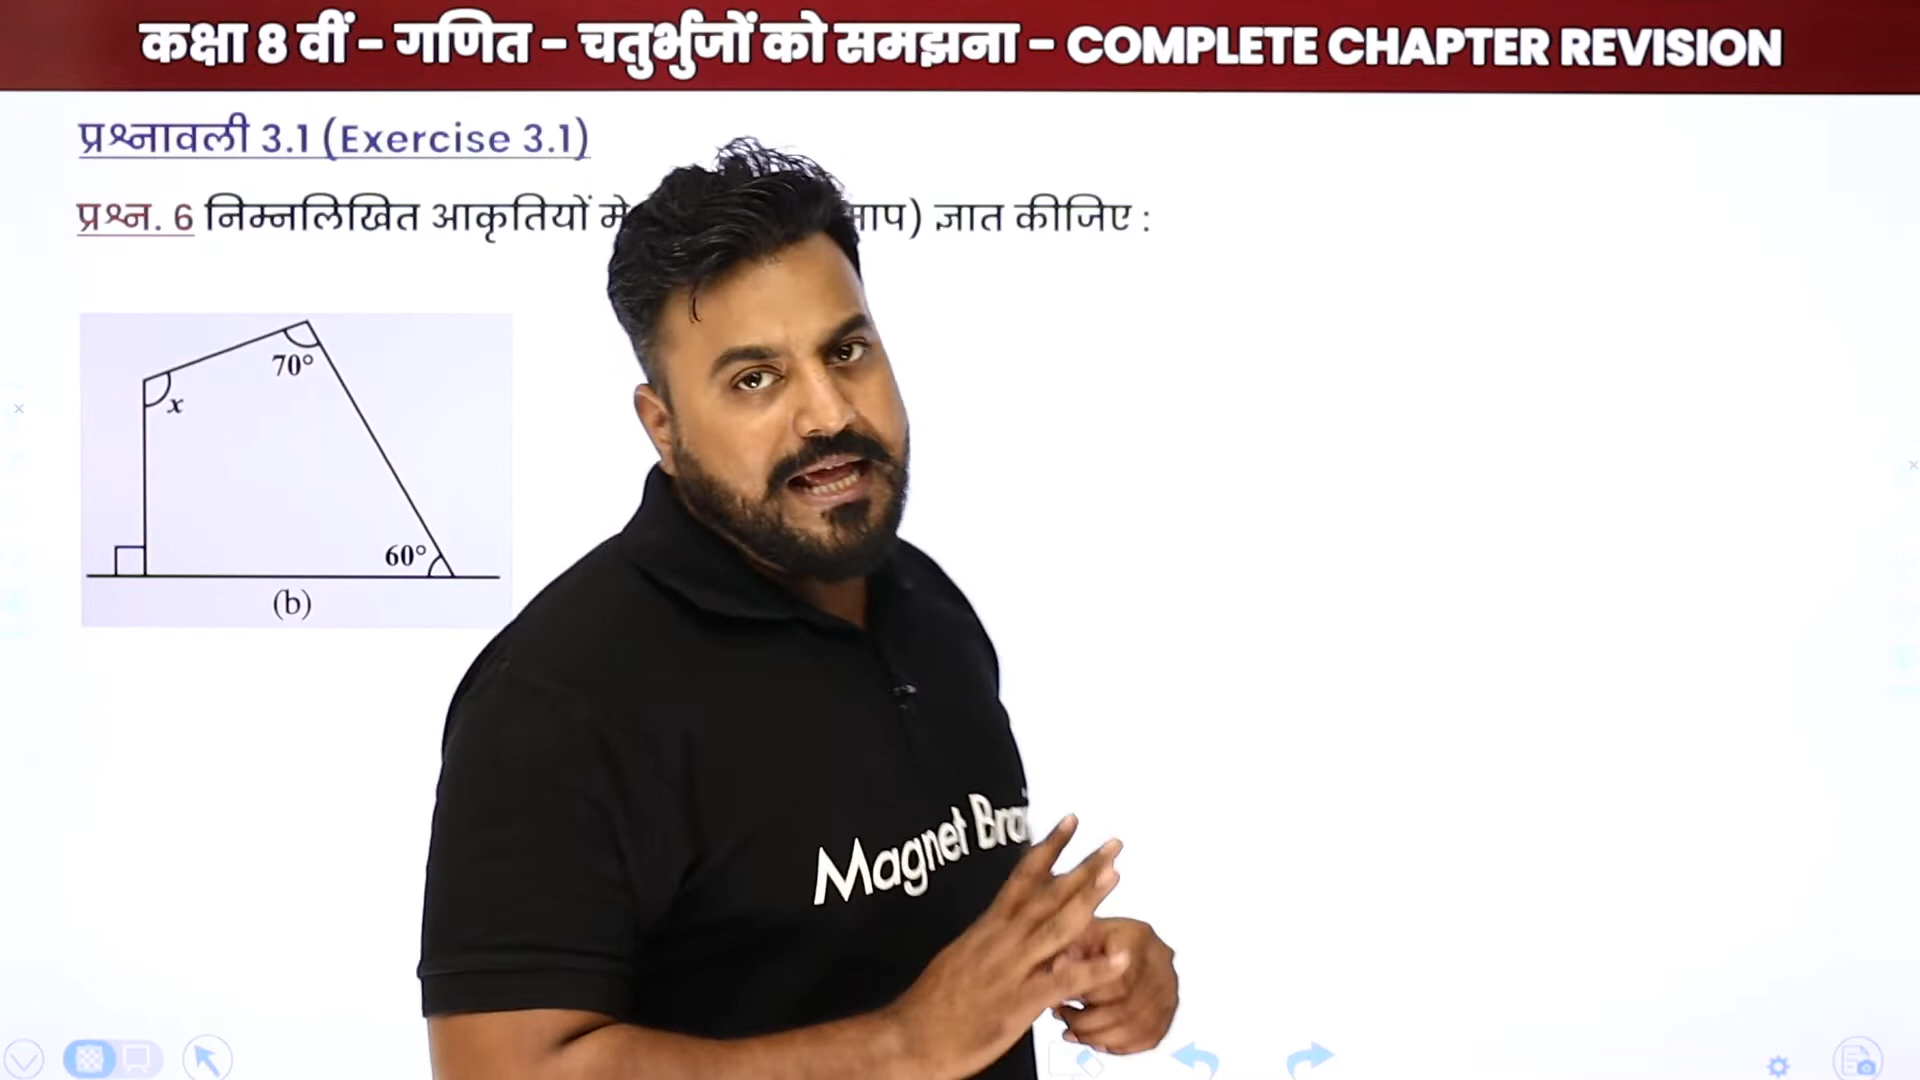 कक्षा 8 वीं - गणित - चतुर्भुजों को समझना - COMPLETE CHAPTER REVISION
प्रश्नावली 3.1 (Exercise 3.1)
प्रश्न. 6 निम्नलिखित आकृतियों ज्ञात कीजिए :
70°
x
60°
(b)
Magnet